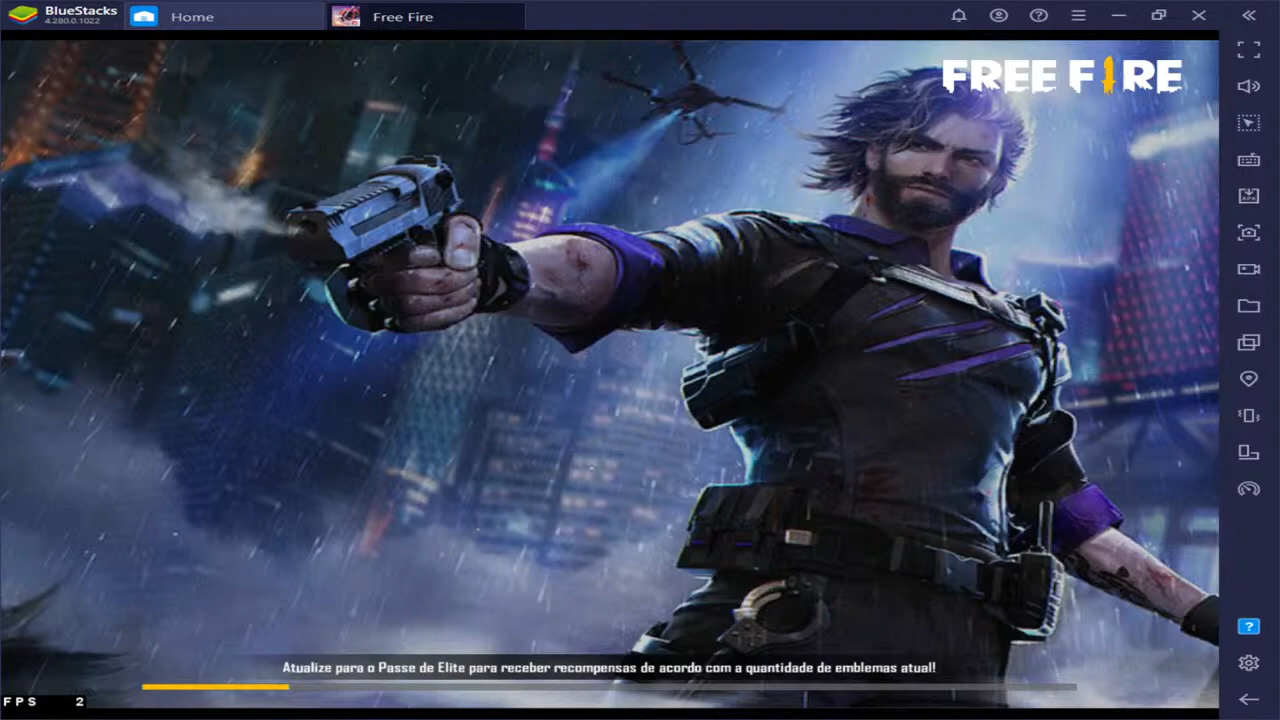 BlueStacks
4.280.0.1022
Home
Free Fire
FREE FIRE
APK
Atualize para o Passe de Elite para receber recompensas de acordo com a quantidade de emblemas atual!
FPS 2